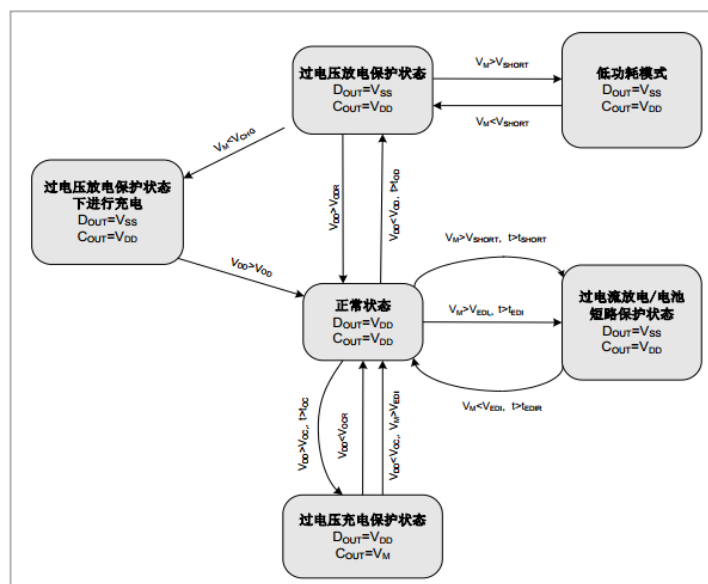 过电压放电保护状态
DOUT=VSS
COUT=VDD
VM>VSHORT
VM<VSHORT
低功耗模式
DOUT=VSS
COUT=VDD
VM<VCHG
过电压放电保护状态
下进行充电
DOUT=VSS
COUT=VDD
VDD>VODR
VDD<VOD, t>tOD
VDD>VOD
正常状态
DOUT=VDD
COUT=VDD
VM>VSHORT, t>tSHORT
VM>VEDI, t>tEDI
VM<VEDI, t>tEDIR
过电流放电/电池
短路保护状态
DOUT=VSS
COUT=VDD
VDD>VOC, t>tOC
VDD<VOCR
VDD<VOC, VM>VEDI
过电压充电保护状态
DOUT=VDD
COUT=VM